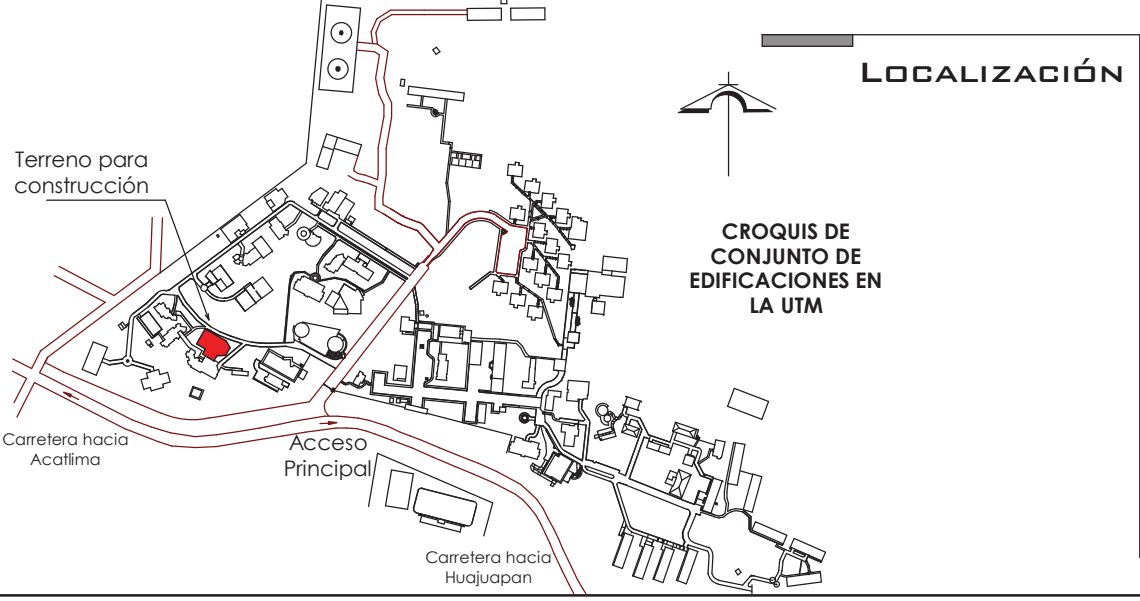 LOCALIZACIÓN
Terreno para
construcción
CROQUIS DE
CONJUNTO DE
EDIFICACIONES EN
LA UTM
Carretera hacia
Acatlima
Acceso
Principal
Carretera hacia
Huajuapan